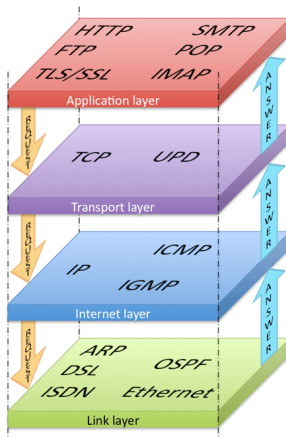 HTTP SMTP
FTP POP
TLS/SSL IMAP
Application layer
REQUEST
ANSWER
TCP UPD
Transport layer
REQUEST
ANSWER
ICMP
IP
IGMP
Internet layer
REQUEST
ANSWER
ARP
OSPF
DSL
ISDN Ethernet
Link layer